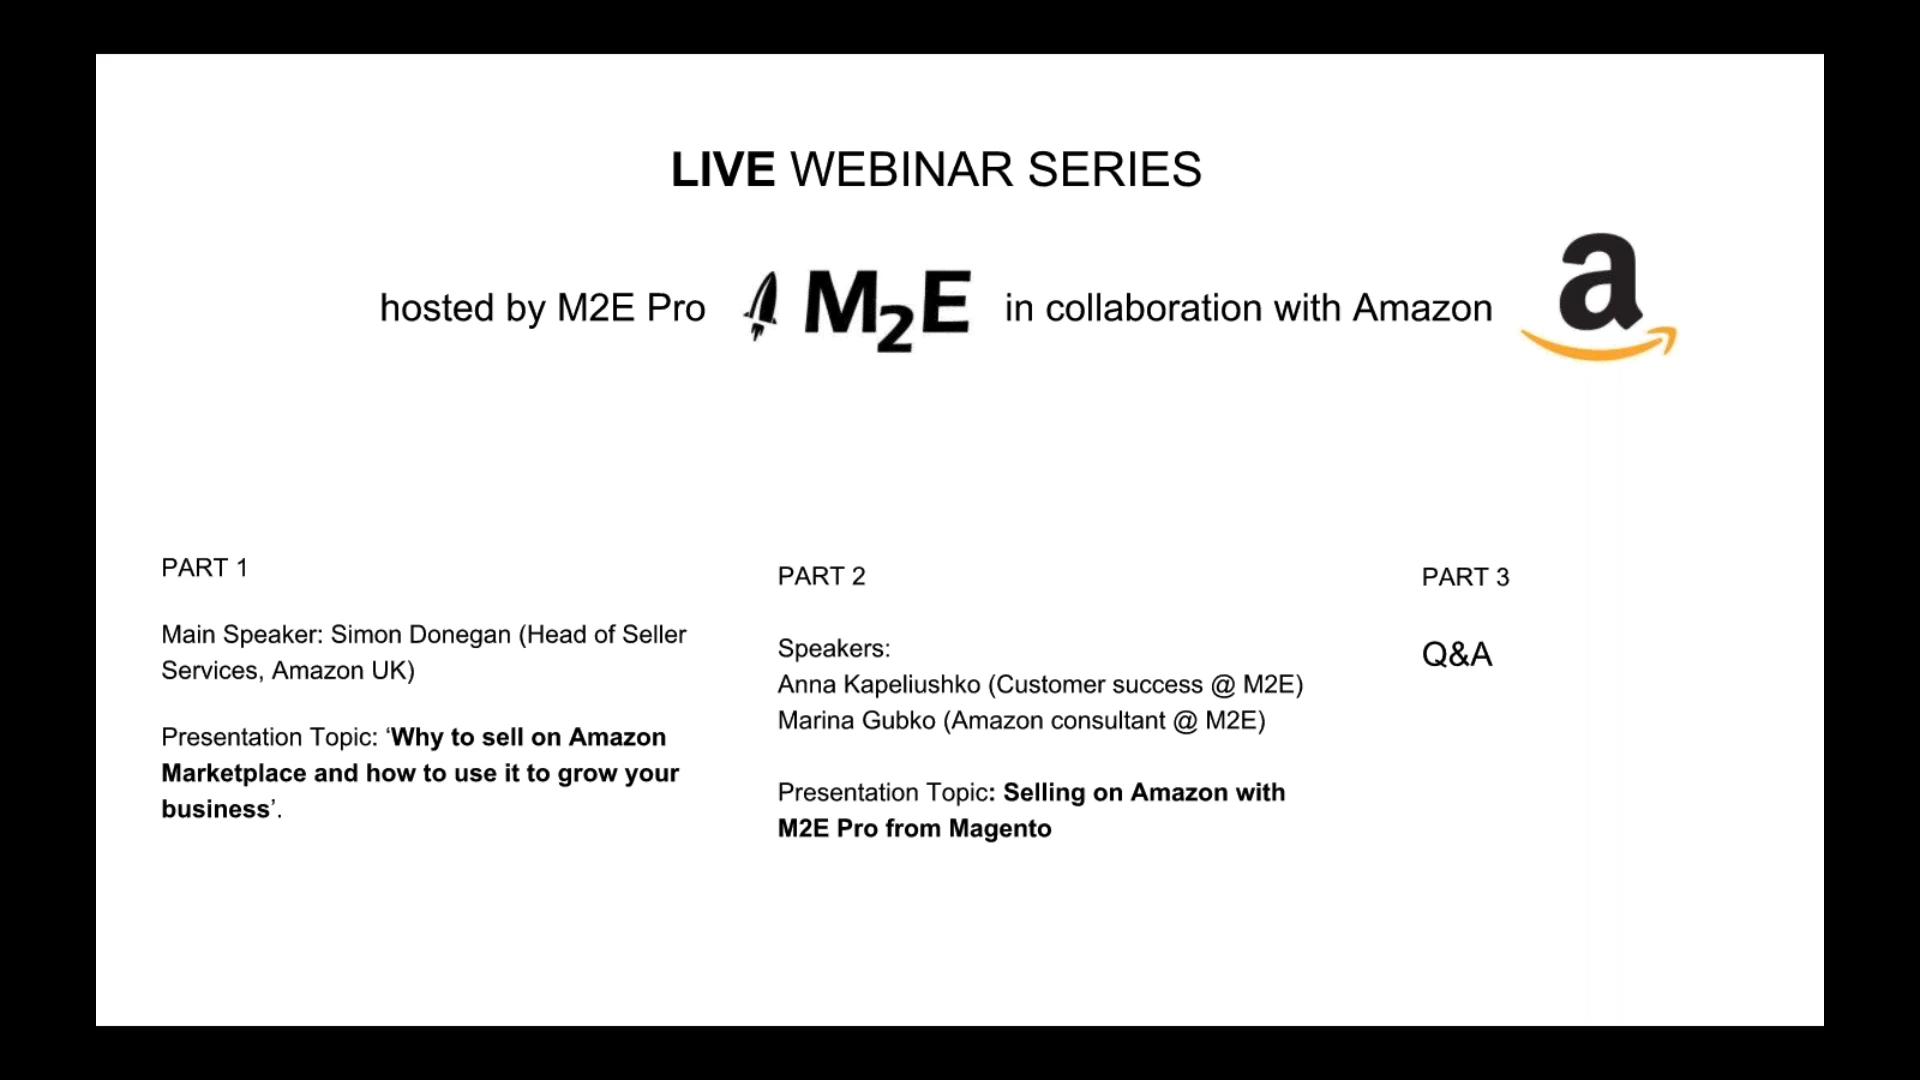 LIVE WEBINAR SERIES
hosted by M2E Pro M2E in collaboration with Amazon a
PART 1
Main Speaker: Simon Donegan (Head of Seller
Services, Amazon UK)
Presentation Topic: ‘Why to sell on Amazon
Marketplace and how to use it to grow your
business’.
PART 2
Speakers:
Anna Kapeliushko (Customer success @ M2E)
Marina Gubko (Amazon consultant @ M2E)
Presentation Topic: Selling on Amazon with
M2E Pro from Magento
PART 3
Q&A